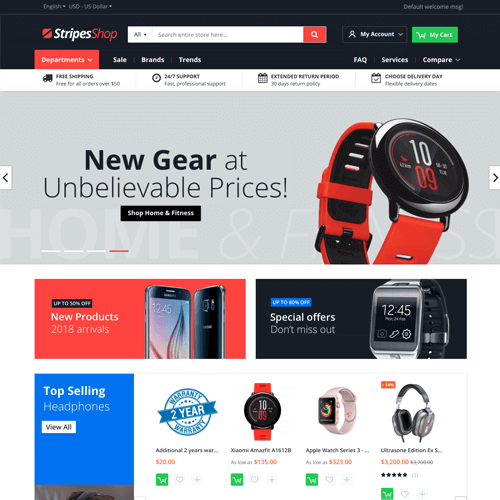 English USD - US Dollar Default welcome msg!
StripesShop All Search entire store here... My Account My Cart
Departments Sale Brands Trends FAQ Services Compare
FREE SHIPPING
Free for all orders over $50
24/7 SUPPORT
Fast, professional support
EXTENDED RETURN PERIOD
30 days return policy
CHOOSE DELIVERY DAY
Flexible delivery dates
HOME & FITNESS
New Gear at
Unbelievable Prices!
Shop Home & Fitness
10
09
UP TO 50% OFF
New Products
2018 arrivals
UP TO 80% OFF
Special offers
Don't miss out
Top Selling
Headphones
View All
WARRANTY
2 YEAR
WARRANTY
Additional 2 years war...
$20.00
Xiaomi Amazfit A1612B
As low as $135.00
Apple Watch Series 3 - ...
As low as $323.00
- 14%
Ultrasone Edition Ex S...
$3,200.00 $3,700.00
(3)